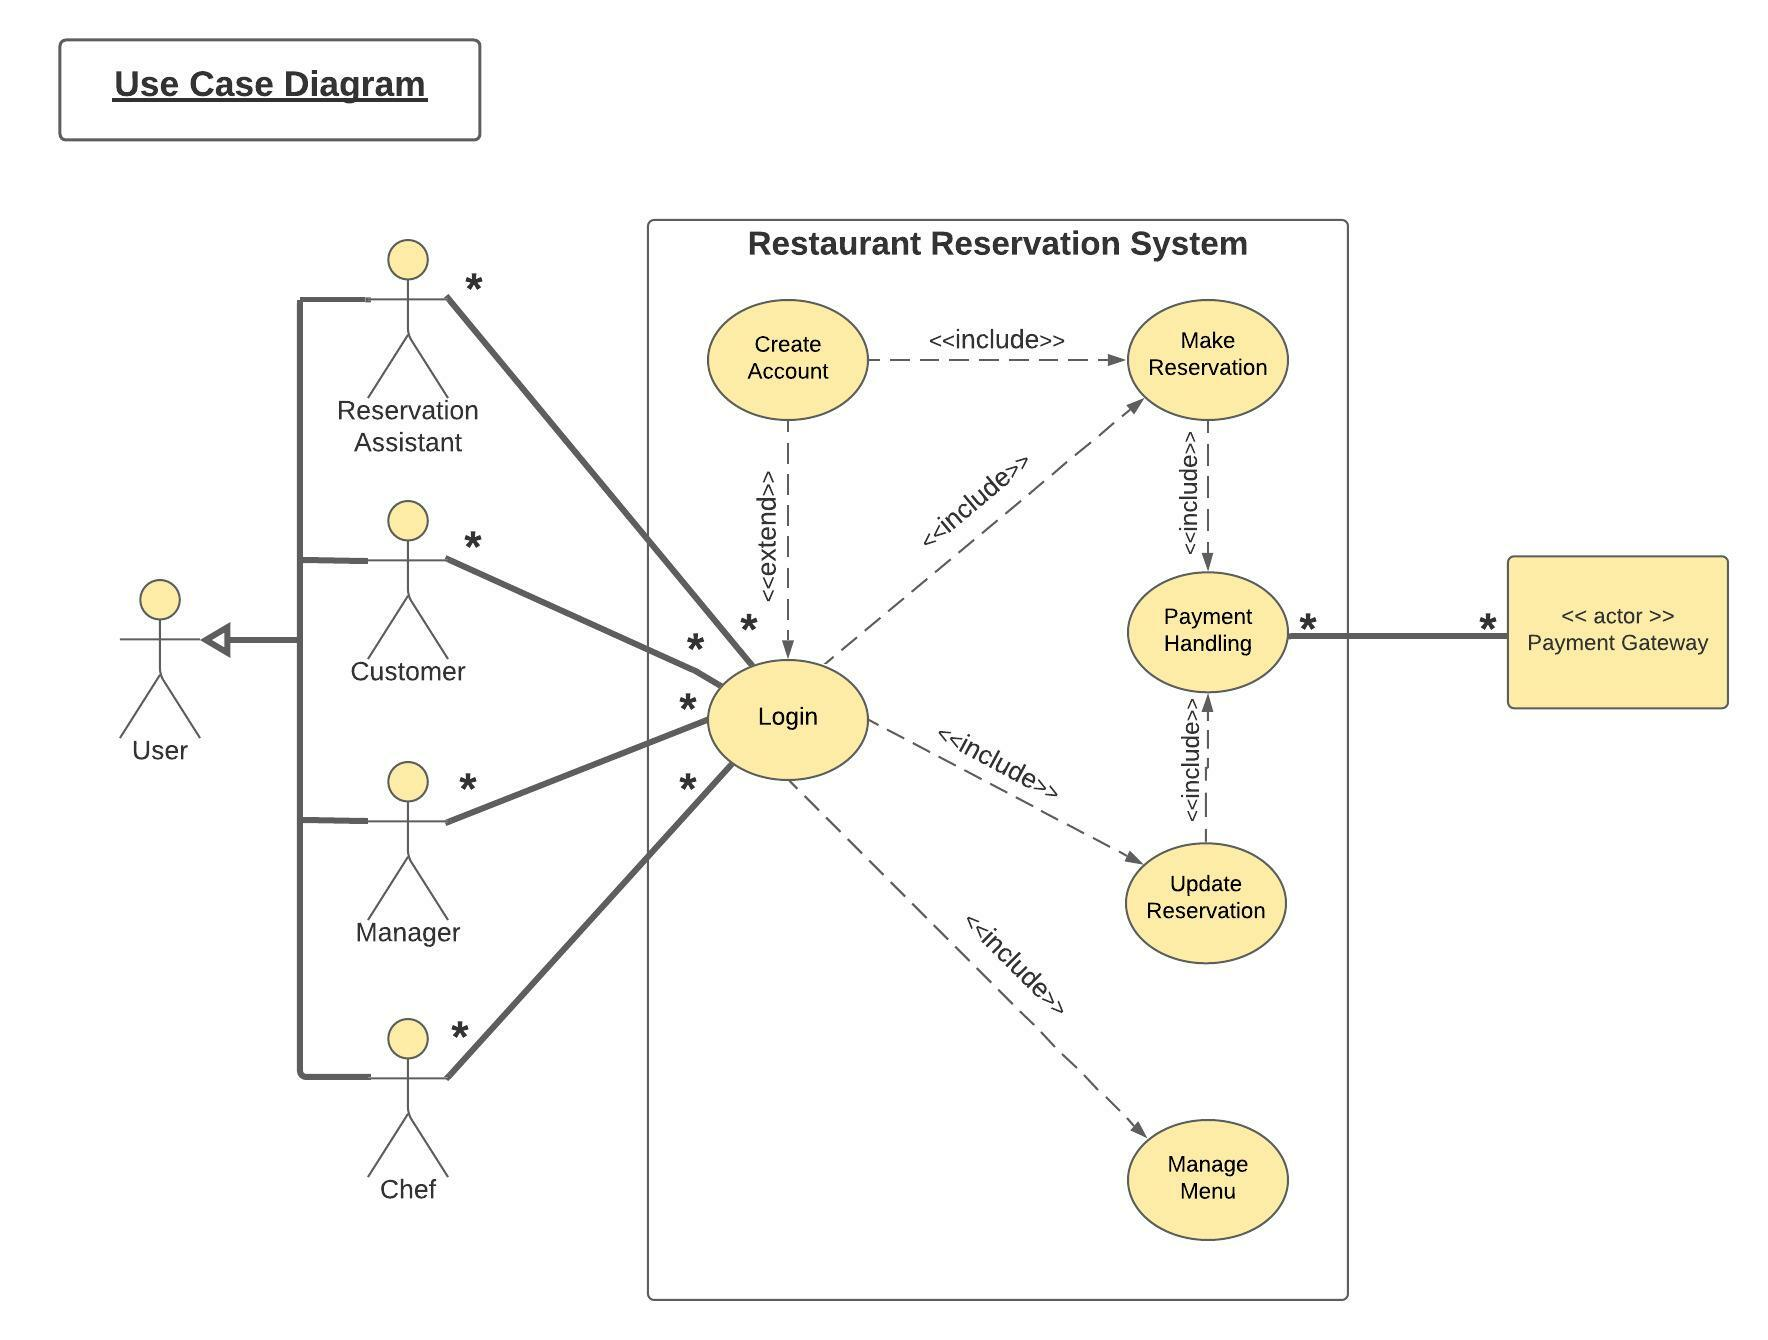 Use Case Diagram
Restaurant Reservation System
*
Reservation
Assistant
Create
Account
<<include>>
Make
Reservation
<<extend>>
<<include>>
<<include>>
*
Customer
*
*
User
Payment
Handling
*
*
<< actor >>
Payment Gateway
*
Login
*
*
Manager
<<include>>
<<include>>
Update
Reservation
<<include>>
*
Chef
Manage
Menu